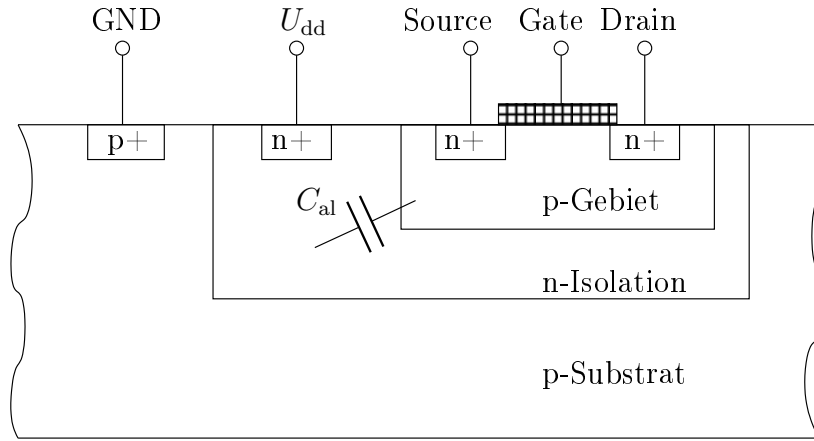 GND U_dd Source Gate Drain
p+ n+ n+ n+
C_al
p-Gebiet
n-Isolation
p-Substrat